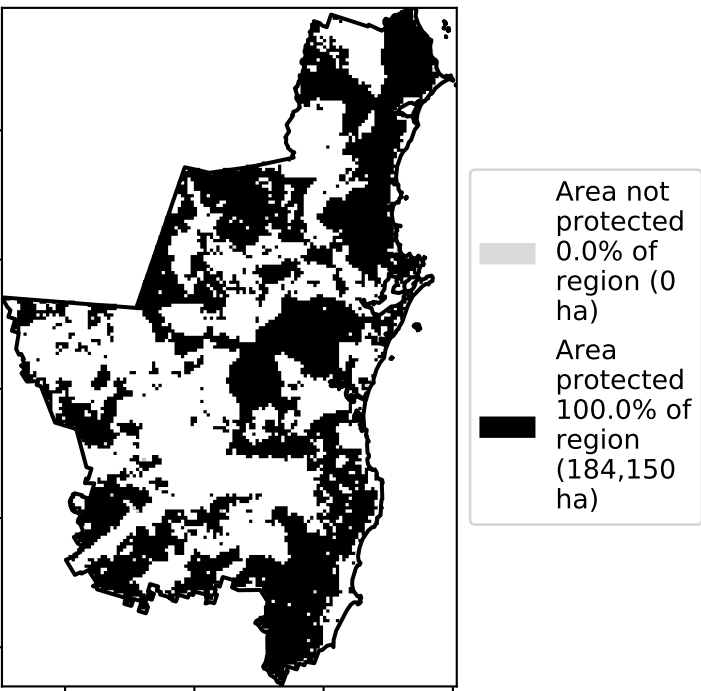 Area not
protected
0.0% of
region (0
ha)
Area
protected
100.0% of
region
(184,150
ha)